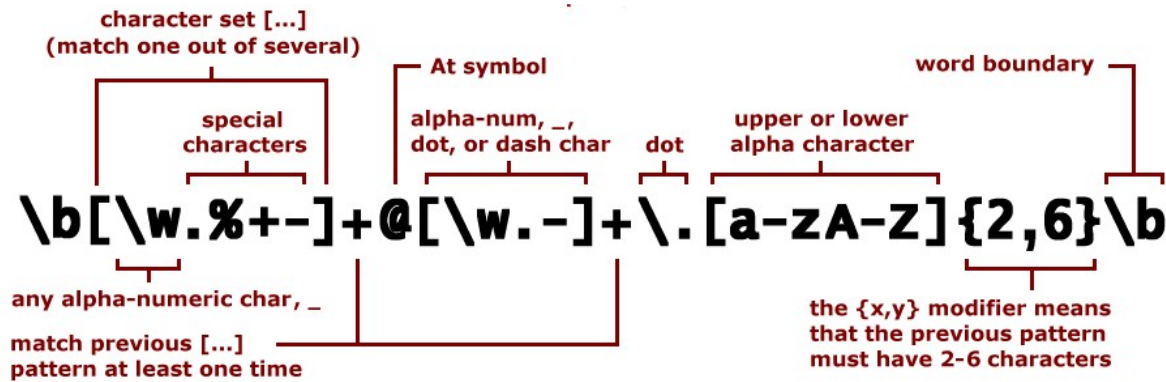 character set [...]
(match one out of several)
At symbol
word boundary
special
characters
alpha-num, _,
dot, or dash char
dot
upper or lower
alpha character
\b[\w.%+-]+@[\w.-]+\.[a-zA-Z]{2,6}\b
any alpha-numeric char, _
match previous [...]
pattern at least one time
the {x,y} modifier means
that the previous pattern
must have 2-6 characters